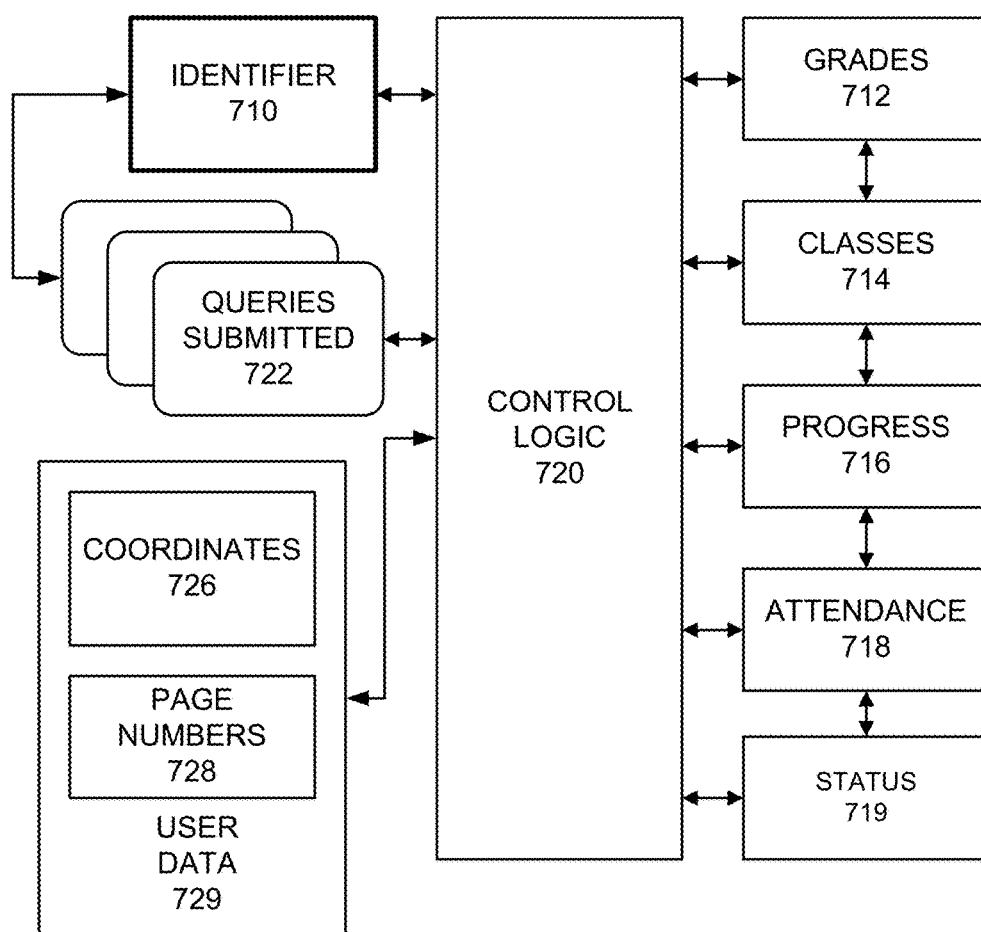 IDENTIFIER
710
QUERIES
SUBMITTED
722
COORDINATES
726
PAGE
NUMBERS
728
USER
DATA
729
CONTROL
LOGIC
720
GRADES
712
CLASSES
714
PROGRESS
716
ATTENDANCE
718
STATUS
719